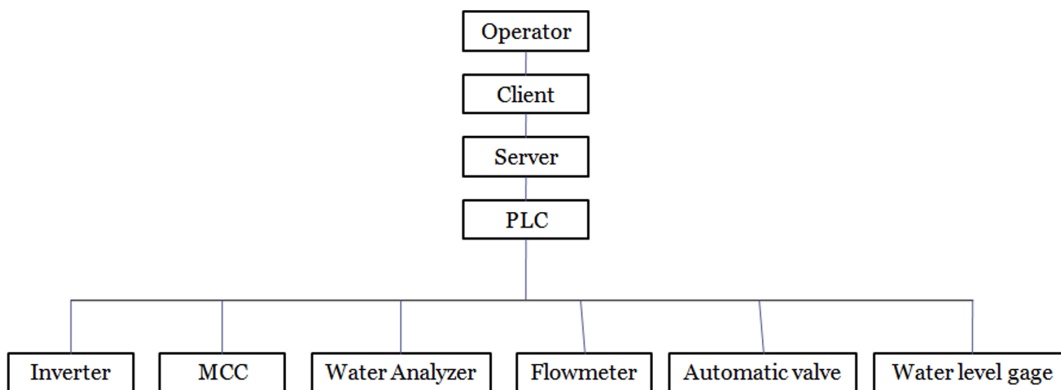 Operator
Client
Server
PLC
Inverter
MCC
Water Analyzer
Flowmeter
Automatic valve
Water level gage